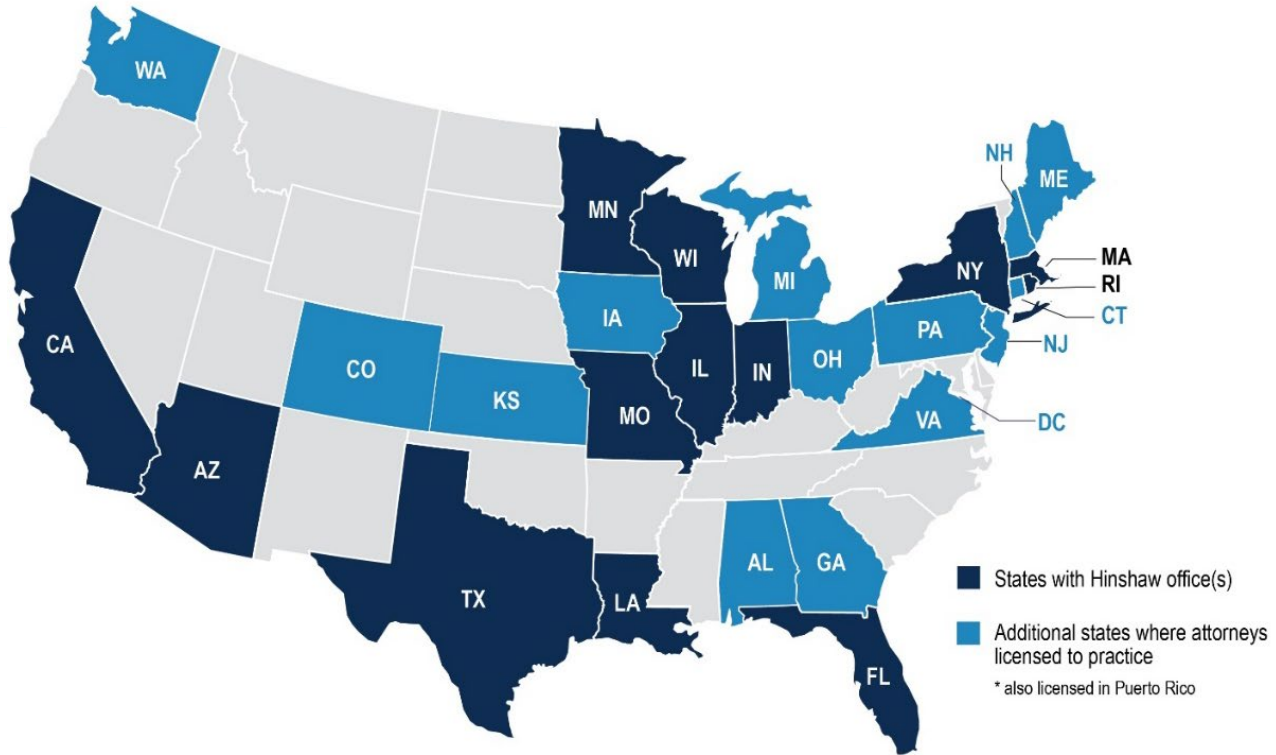 WA
NH
ME
MN
WI
NY
MA
RI
CT
NJ
MI
IA
PA
CA
CO
KS
IL
IN
OH
MO
VA
DC
AZ
AL
GA
TX
LA
FL
States with Hinshaw office(s)
Additional states where attorneys
licensed to practice
* also licensed in Puerto Rico